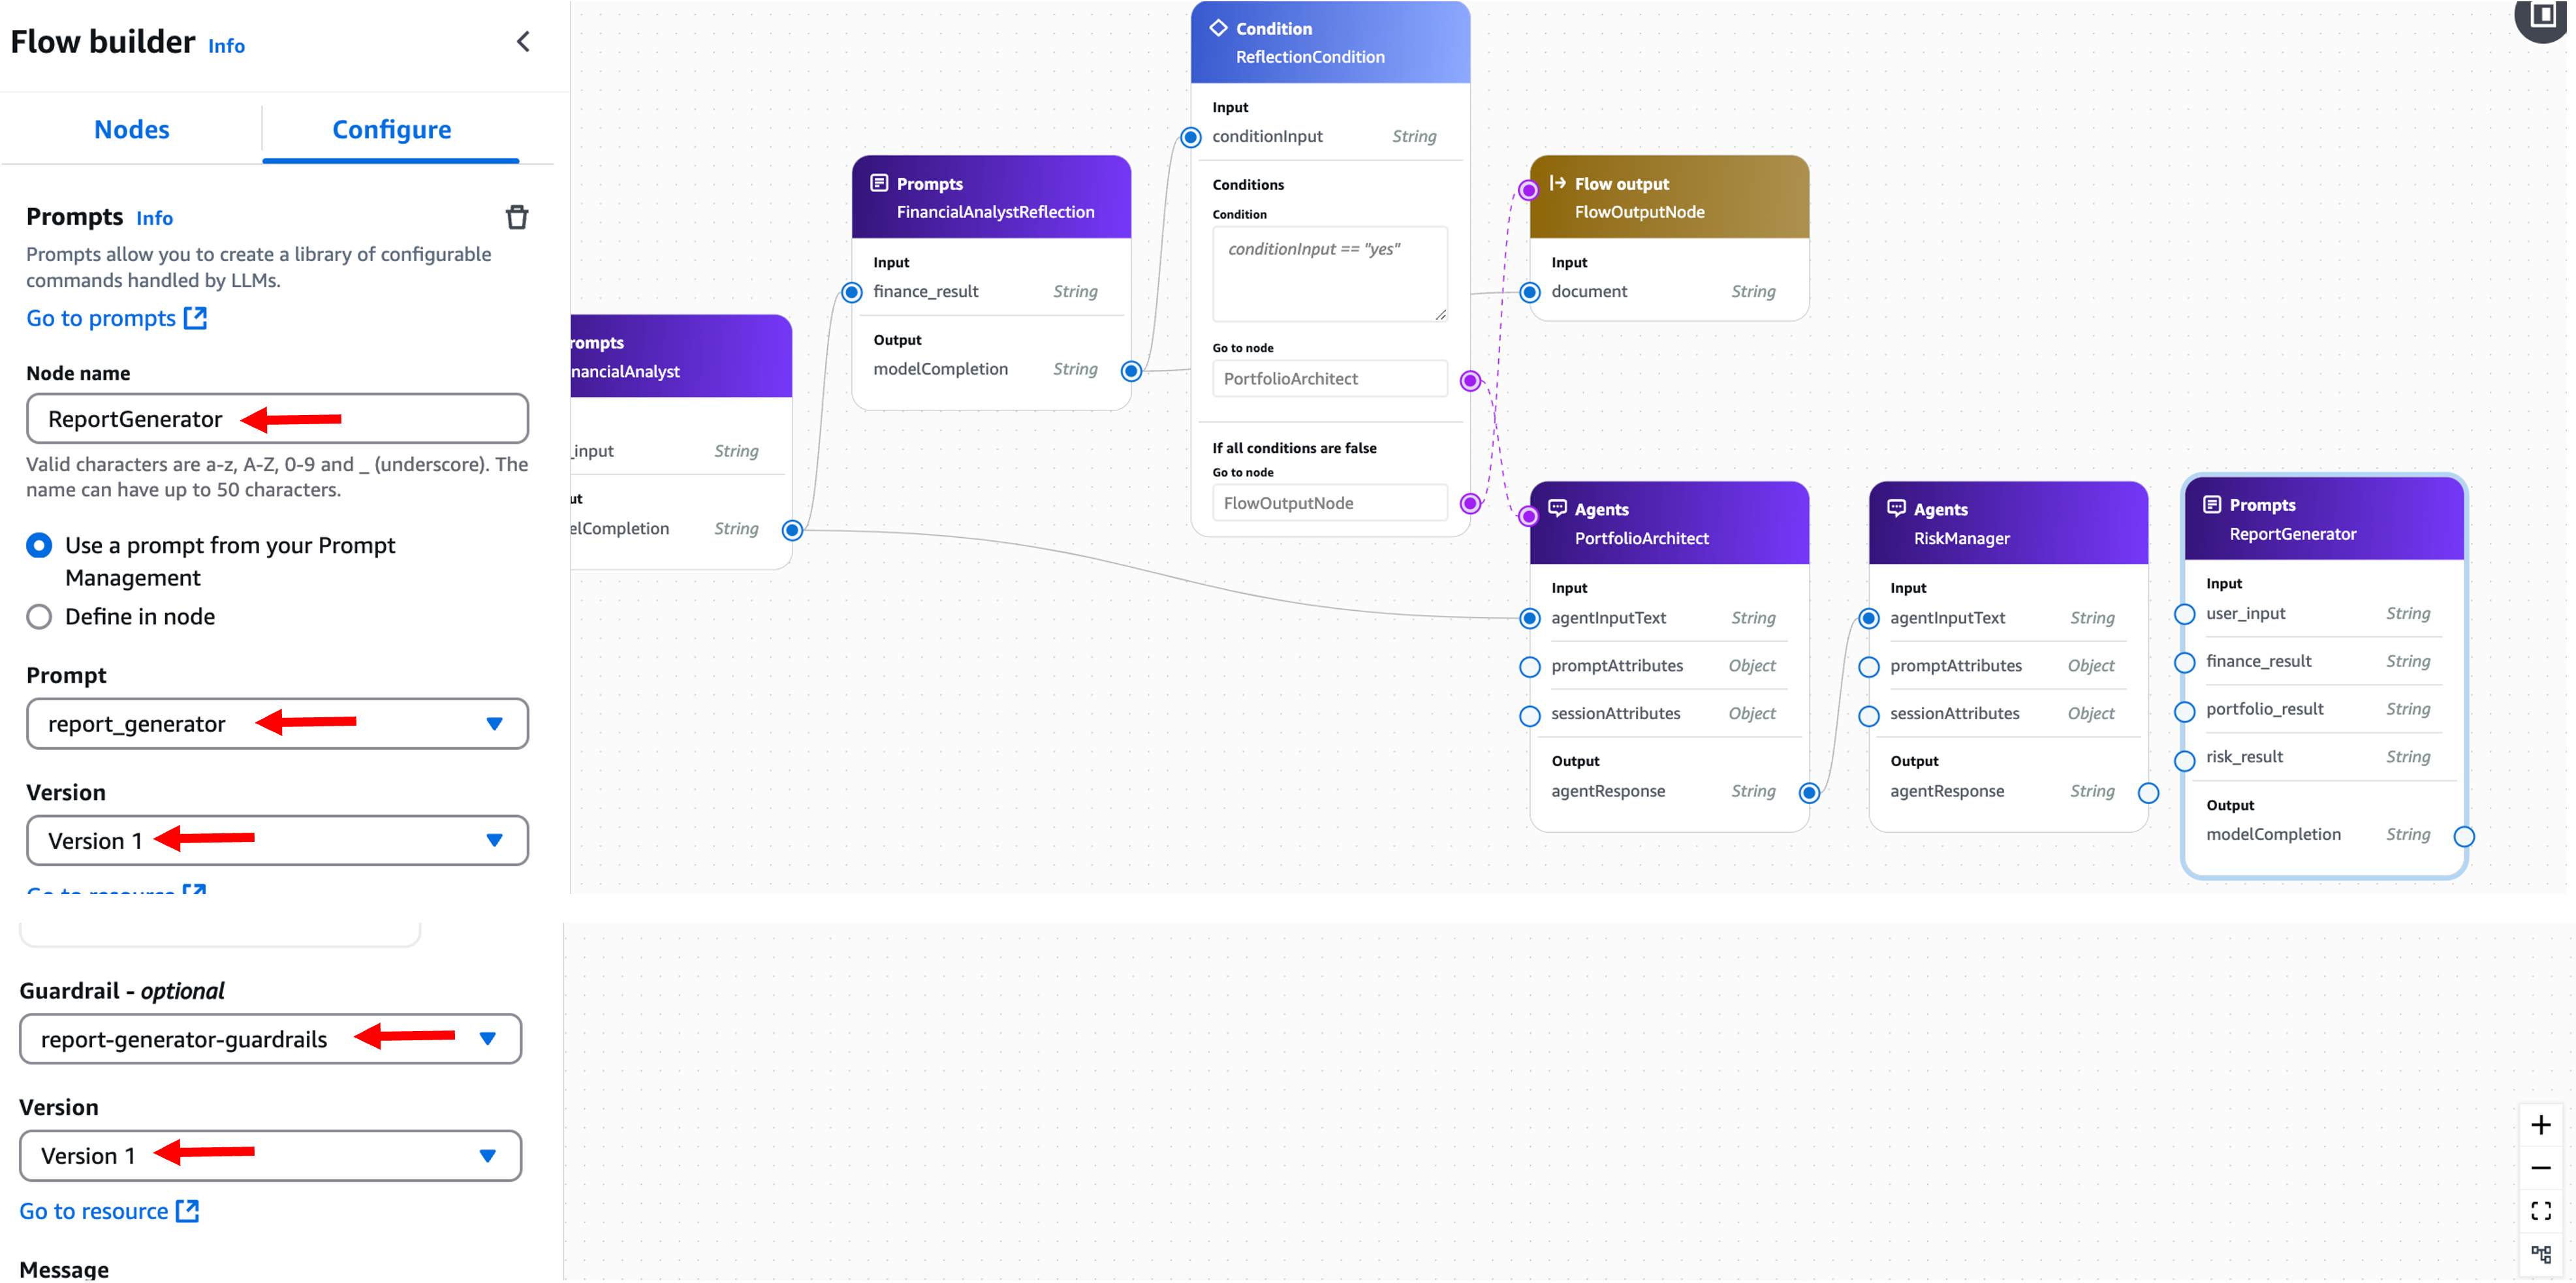 Flow builder Info
Nodes
Configure
Prompts Info
Prompts allow you to create a library of configurable
commands handled by LLMs.
Go to prompts
Node name
ReportGenerator
Valid characters are a-z, A-Z, 0-9 and _ (underscore). The
name can have up to 50 characters.
Use a prompt from your Prompt
Management
Define in node
Prompt
report_generator
Version
Version 1
Go to resource
Guardrail - optional
report-generator-guardrails
Version
Version 1
Go to resource
Message
rompts
nancialAnalyst
_input String
ut
elCompletion String
Prompts
FinancialAnalystReflection
Input
finance_result String
Output
modelCompletion String
Condition
ReflectionCondition
Input
conditionInput String
Conditions
Condition
conditionInput == "yes"
Go to node
PortfolioArchitect
If all conditions are false
Go to node
FlowOutputNode
Flow output
FlowOutputNode
Input
document String
Agents
PortfolioArchitect
Input
agentInputText String
promptAttributes Object
sessionAttributes Object
Output
agentResponse String
Agents
RiskManager
Input
agentInputText String
promptAttributes Object
sessionAttributes Object
Output
agentResponse String
Prompts
ReportGenerator
Input
user_input String
finance_result String
portfolio_result String
risk_result String
Output
modelCompletion String